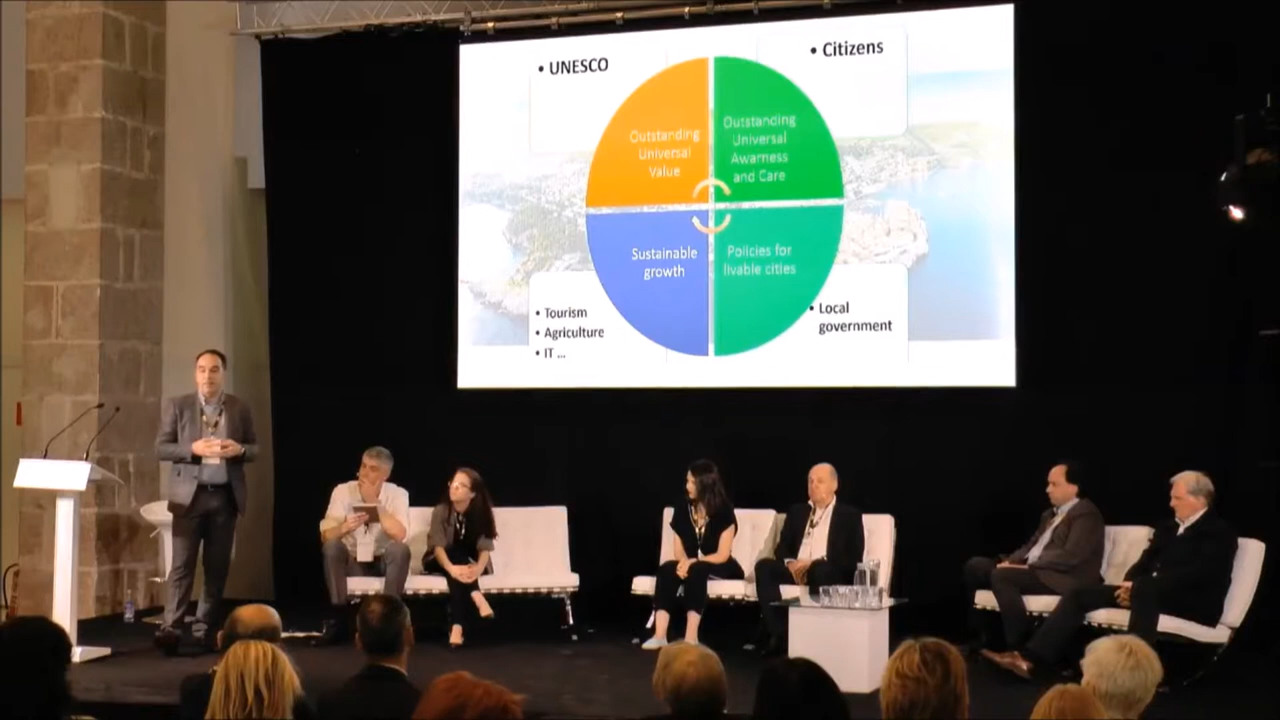 • UNESCO
• Citizens
Outstanding
Universal
Value
Outstanding
Universal
Awarness
and Care
Sustainable
growth
Policies for
livable cities
• Tourism
• Agriculture
• IT ...
• Local
government